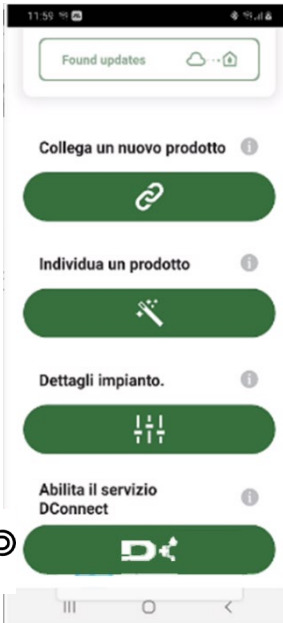 11:59
Found updates
Collega un nuovo prodotto
Individua un prodotto
Dettagli impianto.
Abilita il servizio
DConnect